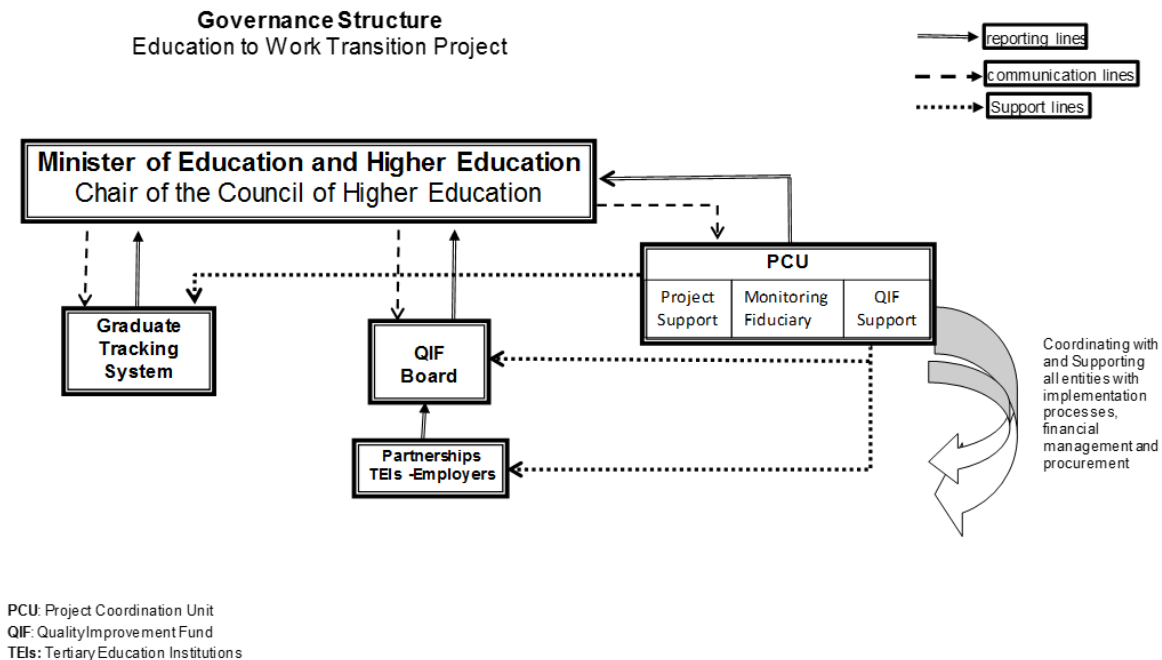 Governance Structure
Education to Work Transition Project
reporting lines
communication lines
Support lines
Minister of Education and Higher Education
Chair of the Council of Higher Education
PCU
Project
Support
Monitoring
Fiduciary
QIF
Support
Graduate
Tracking
System
QIF
Board
Partnerships
TEIs -Employers
Coordinating with
and Supporting
all entities with
implementation
processes,
financial
management and
procurement
PCU: Project Coordination Unit
QIF: Quality Improvement Fund
TEIs: Tertiary Education Institutions